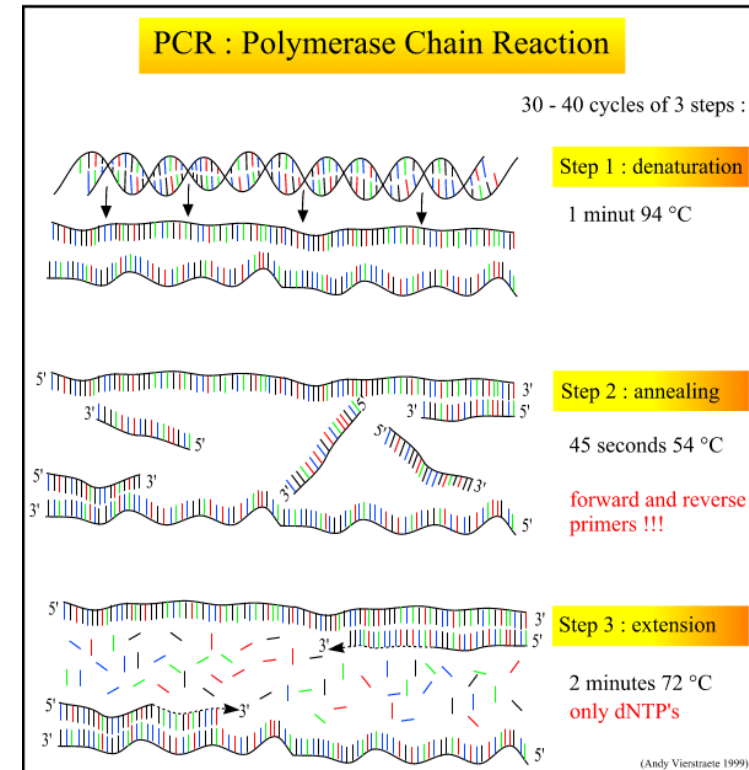 PCR : Polymerase Chain Reaction
30 - 40 cycles of 3 steps :
Step 1 : denaturation
1 minut 94 °C
5'
3'
Step 2 : annealing
3'
5'
5'
5'
5'
45 seconds 54 °C
5'
3'
3'
3'
forward and reverse
3'
5'
primers !!!
5'
3'
Step 3 : extension
3'
5'
2 minutes 72 °C
5'
3'
only dNTP's
3'
5'
(Andy Vierstraete 1999)